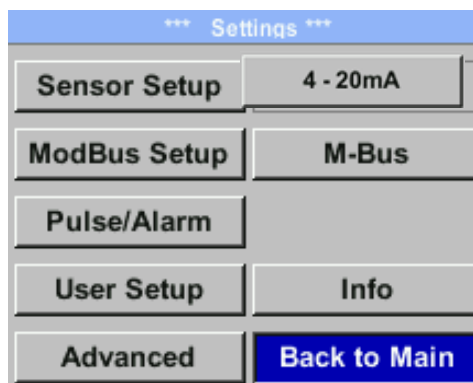 *** Settings ***
Sensor Setup 4 - 20mA
ModBus Setup M-Bus
Pulse/Alarm
User Setup Info
Advanced Back to Main